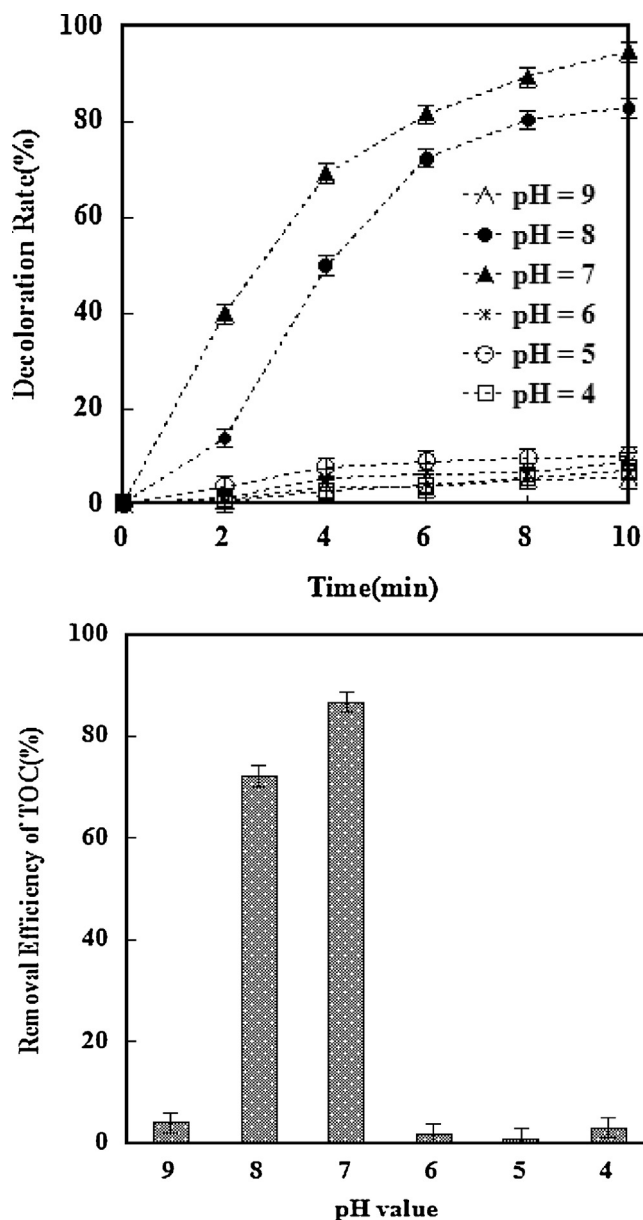 100
80
60
40
20
0
Decoloration Rate(%)
pH = 9
pH = 8
pH = 7
pH = 6
pH = 5
pH = 4
0 2 4 6 8 10
Time(min)
100
80
60
40
20
0
Removal Efficiency of TOC(%)
9 8 7 6 5 4
pH value